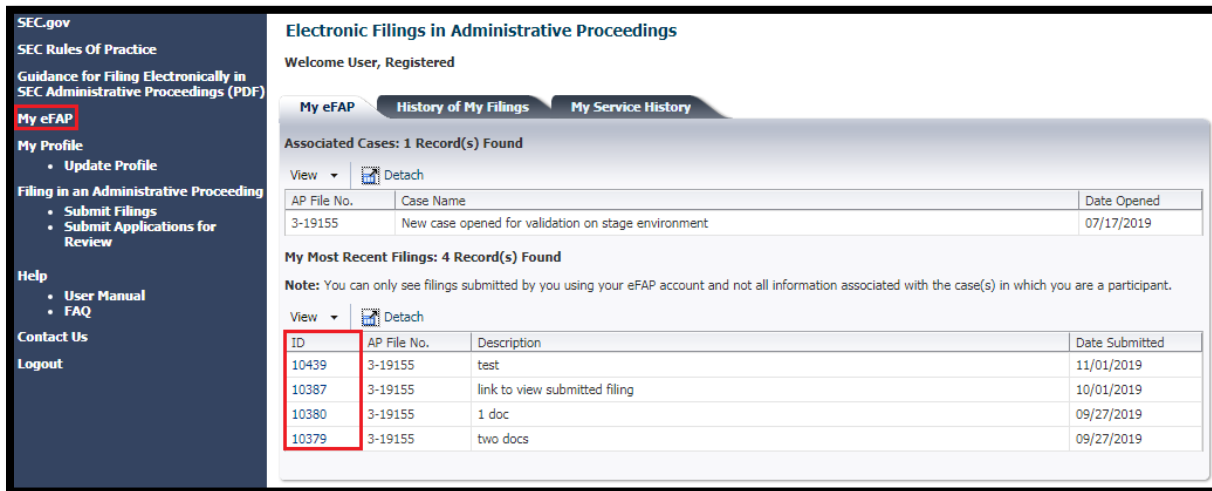 SEC.gov
SEC Rules Of Practice
Guidance for Filing Electronically in
SEC Administrative Proceedings (PDF)
My eFAP
My Profile
• Update Profile
Filing in an Administrative Proceeding
• Submit Filings
• Submit Applications for
Review
Help
• User Manual
• FAQ
Contact Us
Logout
Electronic Filings in Administrative Proceedings
Welcome User, Registered
My eFAP History of My Filings My Service History
Associated Cases: 1 Record(s) Found
View Detach
AP File No. Case Name Date Opened
3-19155 New case opened for validation on stage environment 07/17/2019
My Most Recent Filings: 4 Record(s) Found
Note: You can only see filings submitted by you using your eFAP account and not all information associated with the case(s) in which you are a participant.
View Detach
ID AP File No. Description Date Submitted
10439 3-19155 test 11/01/2019
10387 3-19155 link to view submitted filing 10/01/2019
10380 3-19155 1 doc 09/27/2019
10379 3-19155 two docs 09/27/2019